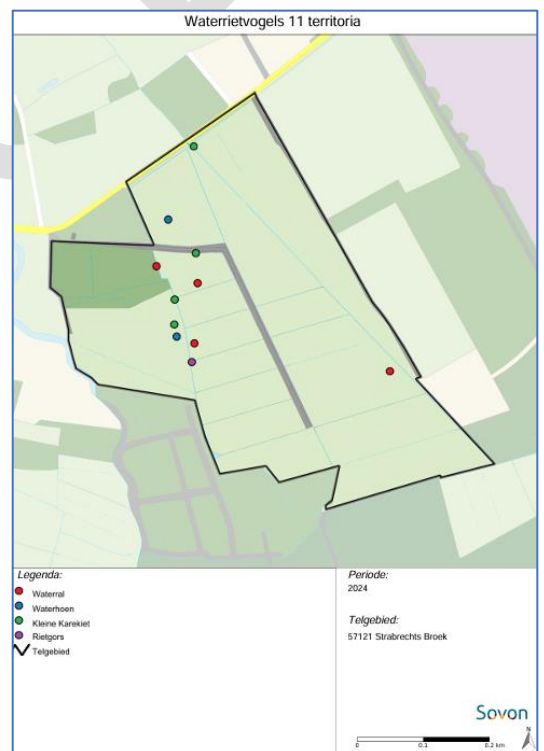 Waterrietvogels 11 territoria
Legenda:
Waterral
Waterhoen
Kleine Karekiet
Rietgors
Telgebied
Periode:
2024
Telgebied:
57121 Strabrechts Broek
Sovon
N
0 0.1 0.2 km